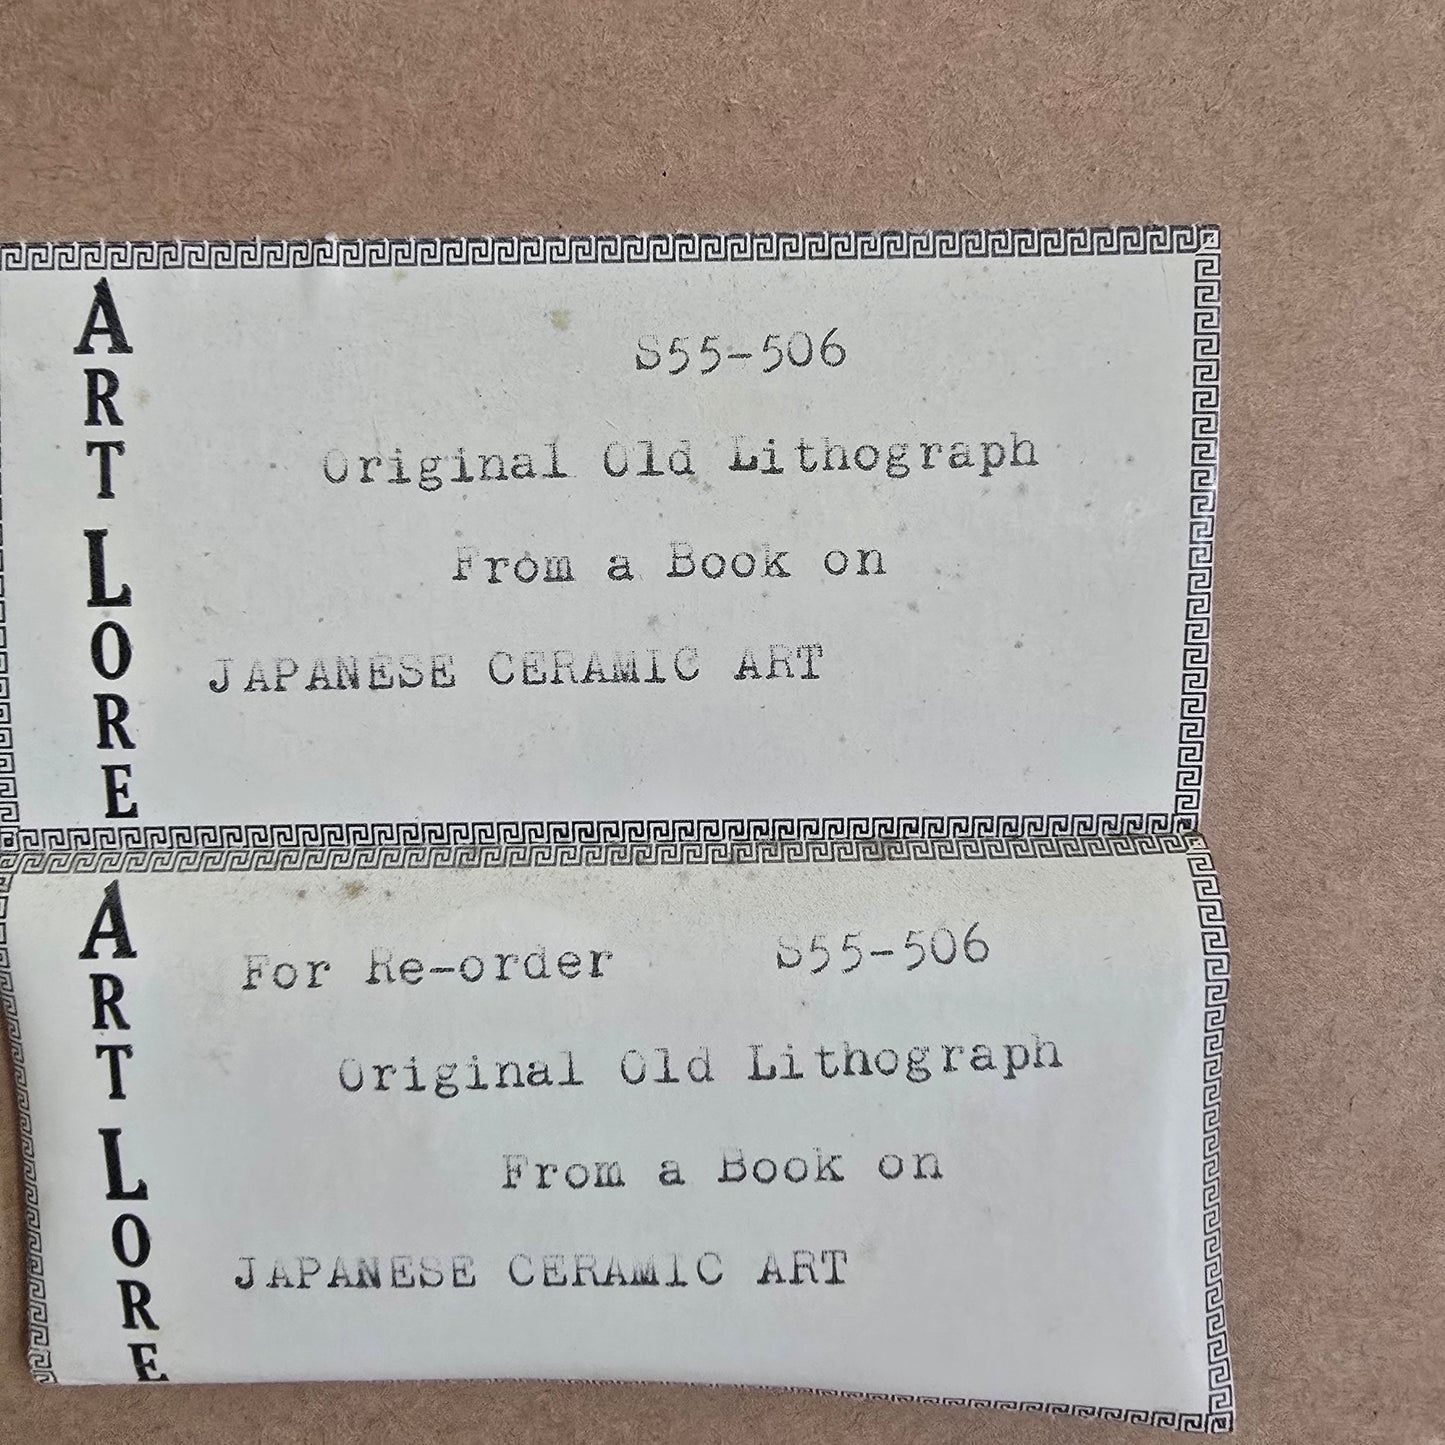 ART LORE
S55-506
Original Old Lithograph
From a Book on
JAPANESE CERAMIC ART
ART LORE
For Re-order S55-506
Original Old Lithograph
From a Book on
JAPANESE CERAMIC ART